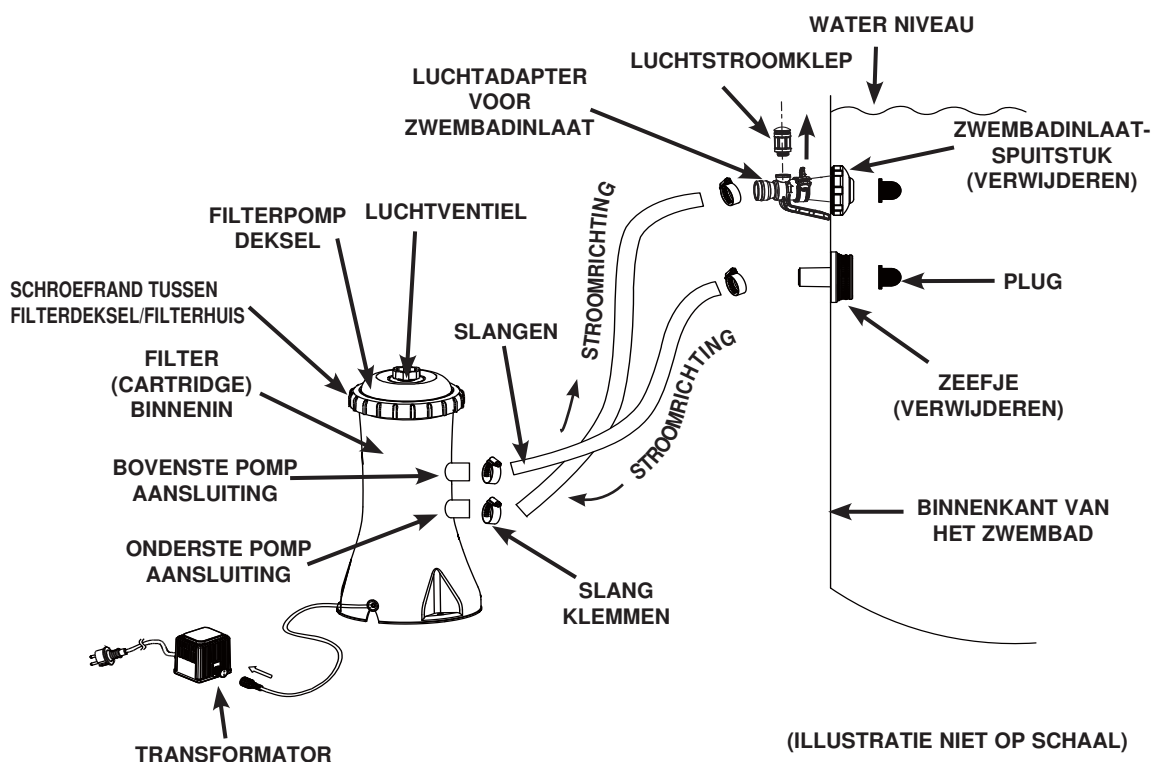 WATER NIVEAU
LUCHTSTROOMKLEP
LUCHTADAPTER
VOOR
ZWEMBADINLAAT
ZWEMBADINLAAT-
SPUITSTUK
(VERWIJDEREN)
FILTERPOMP
DEKSEL
LUCHTVENTIEL
STROOMRICHTING
PLUG
SCHROEFRAND TUSSEN
FILTERDEKSEL/FILTERHUIS
SLANGEN
STROOMRICHTING
FILTER
(CARTRIDGE)
BINNENIN
ZEEFJE
(VERWIJDEREN)
BOVENSTE POMP
AANSLUITING
BINNENKANT VAN
HET ZWEMBAD
ONDERSTE POMP
AANSLUITING
SLANG
KLEMMEN
TRANSFORMATOR
(ILLUSTRATIE NIET OP SCHAAL)